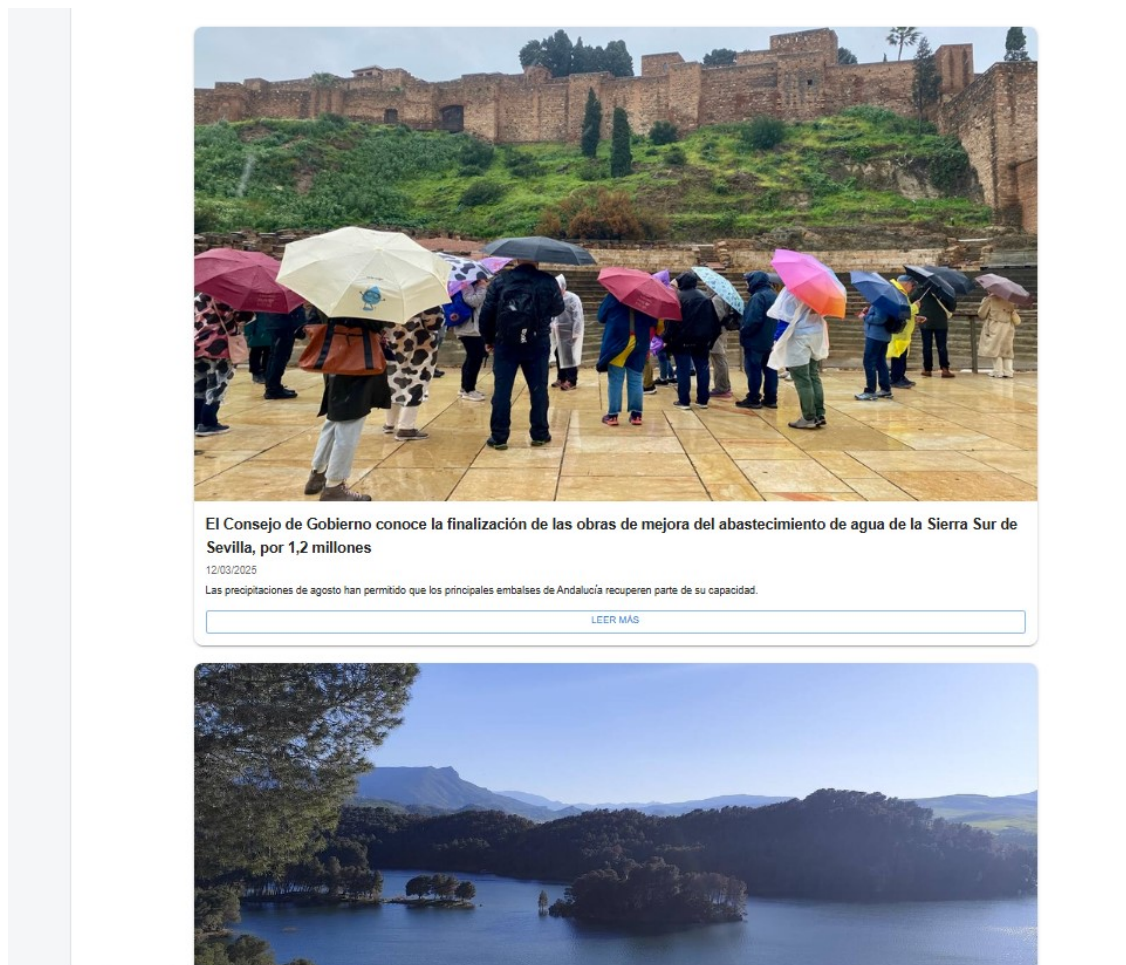 El Consejo de Gobierno conoce la finalización de las obras de mejora del abastecimiento de agua de la Sierra Sur de
Sevilla, por 1,2 millones
12/03/2025
Las precipitaciones de agosto han permitido que los principales embalses de Andalucía recuperen parte de su capacidad.
LEER MÁS